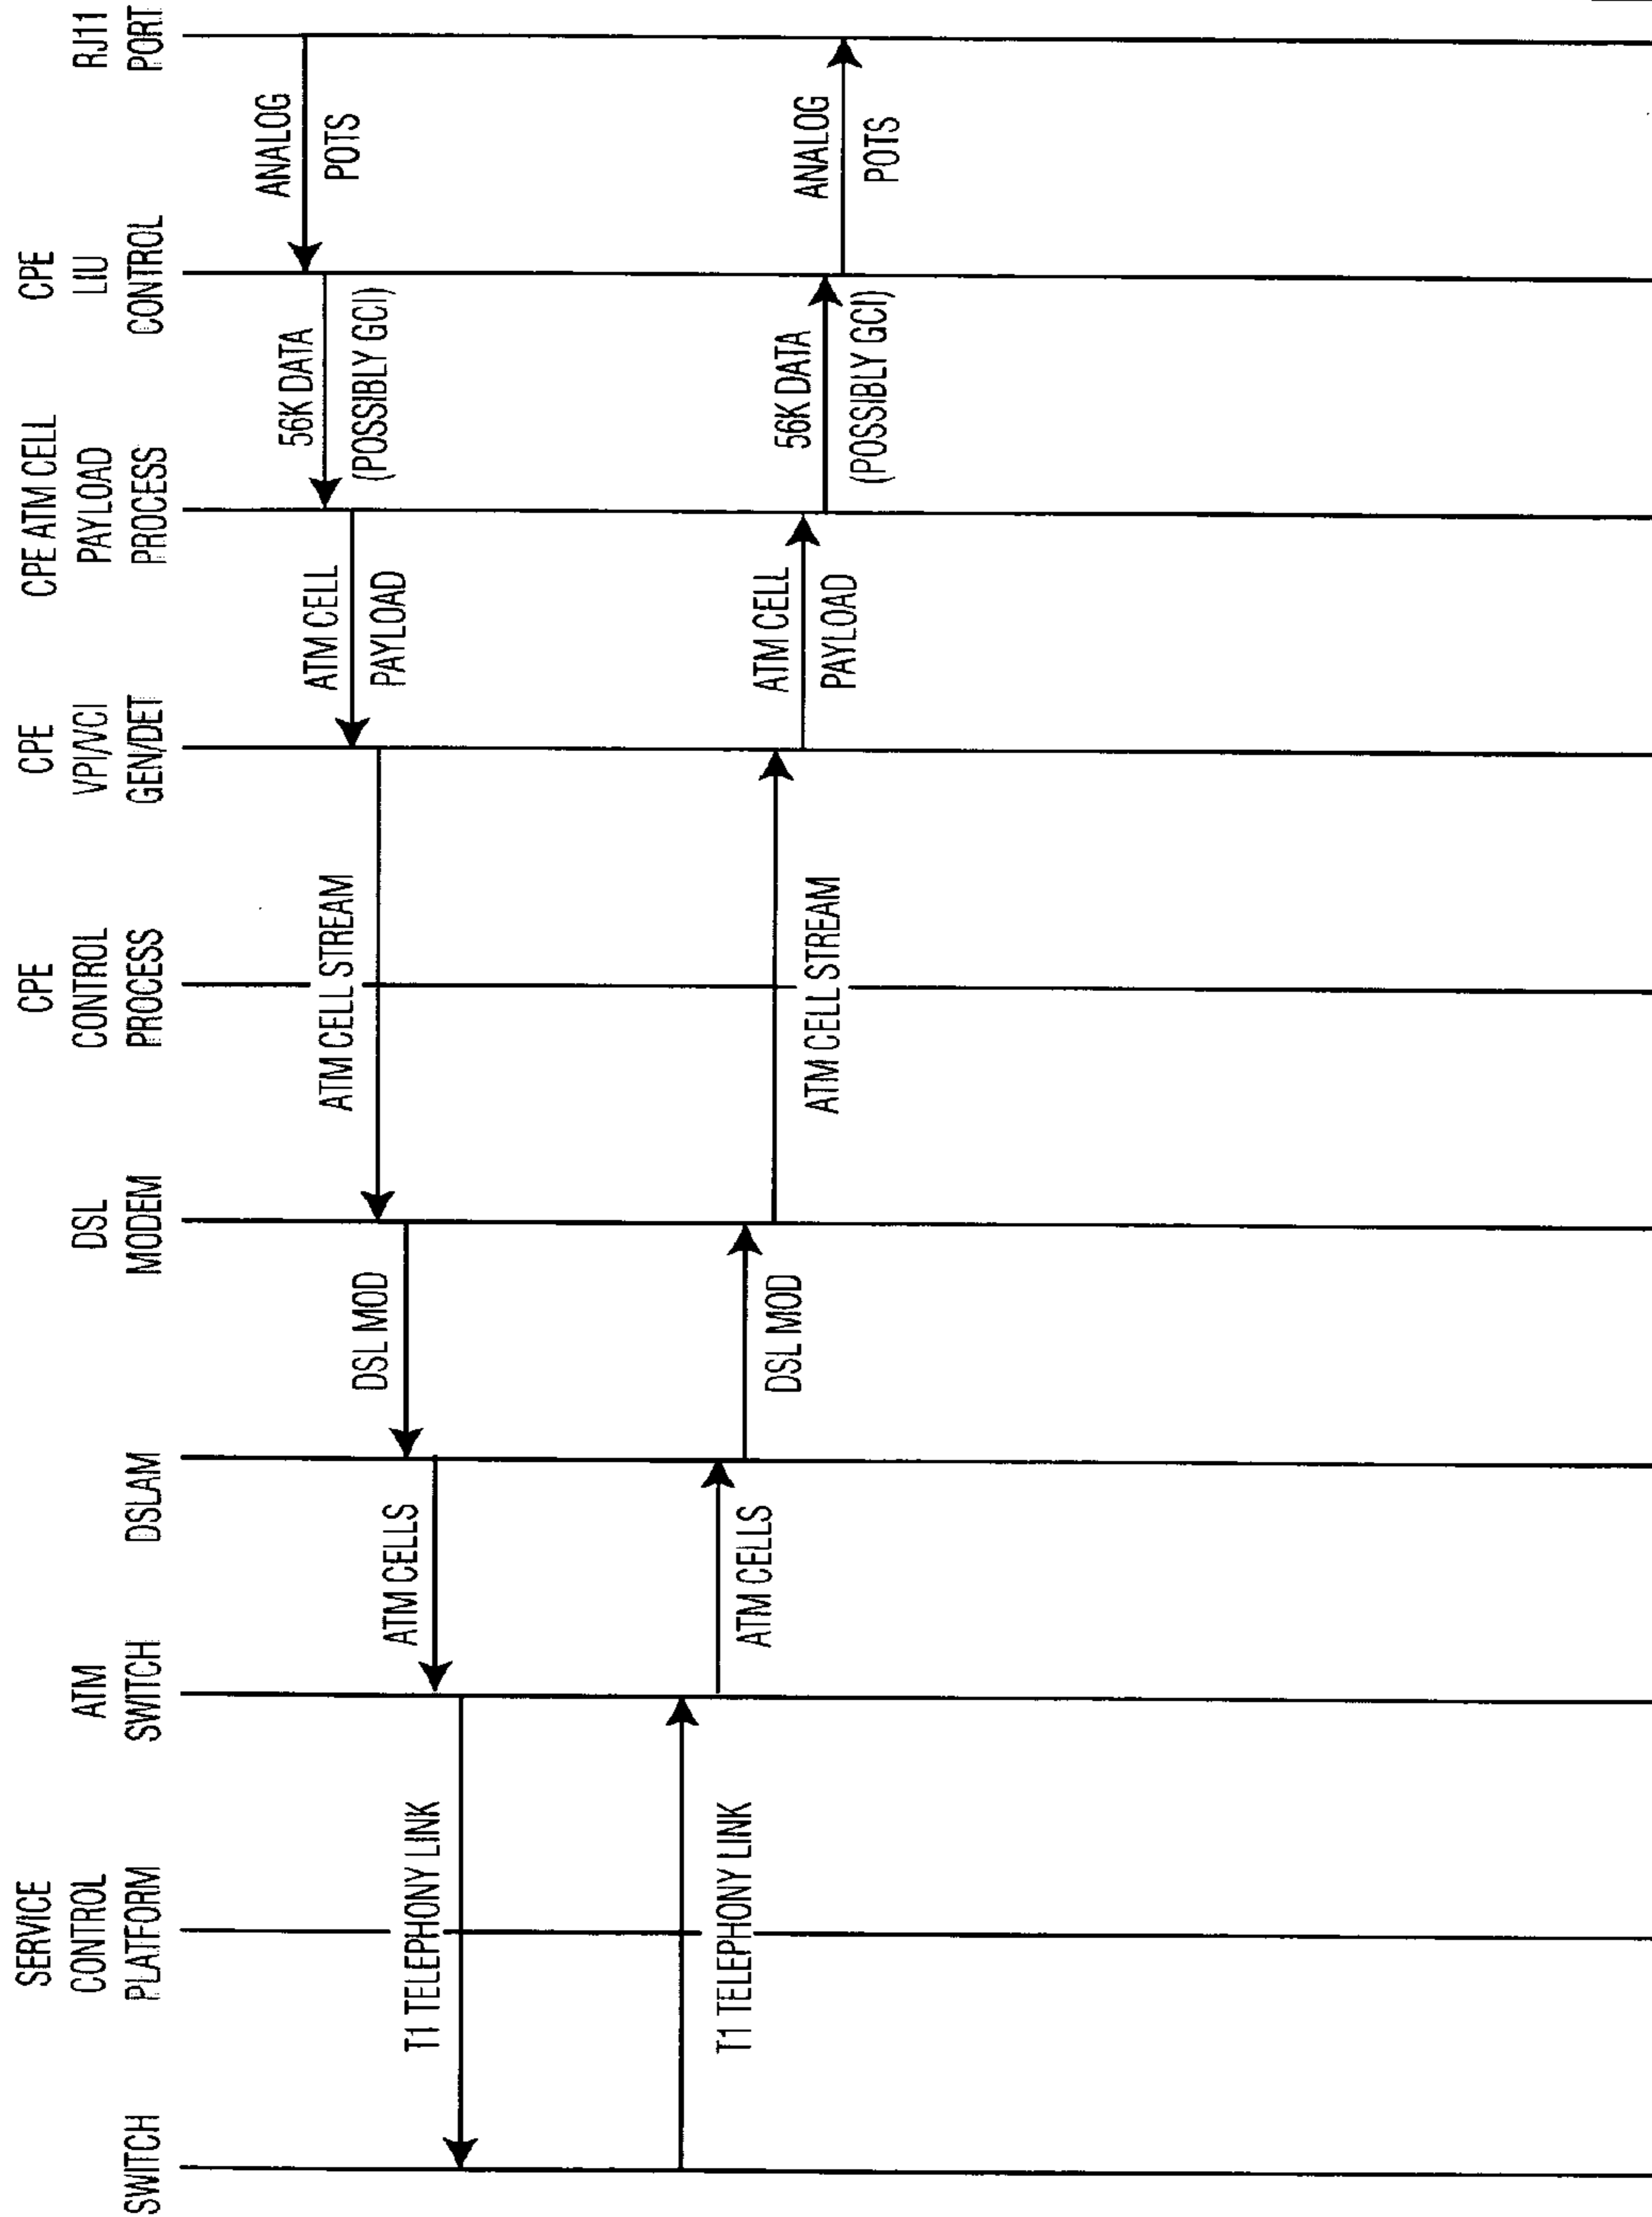 SWITCH
SERVICE
CONTROL
PLATFORM
ATM
SWITCH
DSLAM
DSL
MODEM
CPE
CONTROL
PROCESS
CPE
VPI/VCI
GEN/DET
CPE ATM CELL
PAYLOAD
PROCESS
CPE
LIU
CONTROL
RJ11
PORT
ANALOG
POTS
56K DATA
(POSSIBLY GCI)
ATM CELL
PAYLOAD
ATM CELL STREAM
DSL MOD
ATM CELLS
T1 TELEPHONY LINK
T1 TELEPHONY LINK
ATM CELLS
DSL MOD
ATM CELL STREAM
ATM CELL
PAYLOAD
56K DATA
(POSSIBLY GCI)
ANALOG
POTS